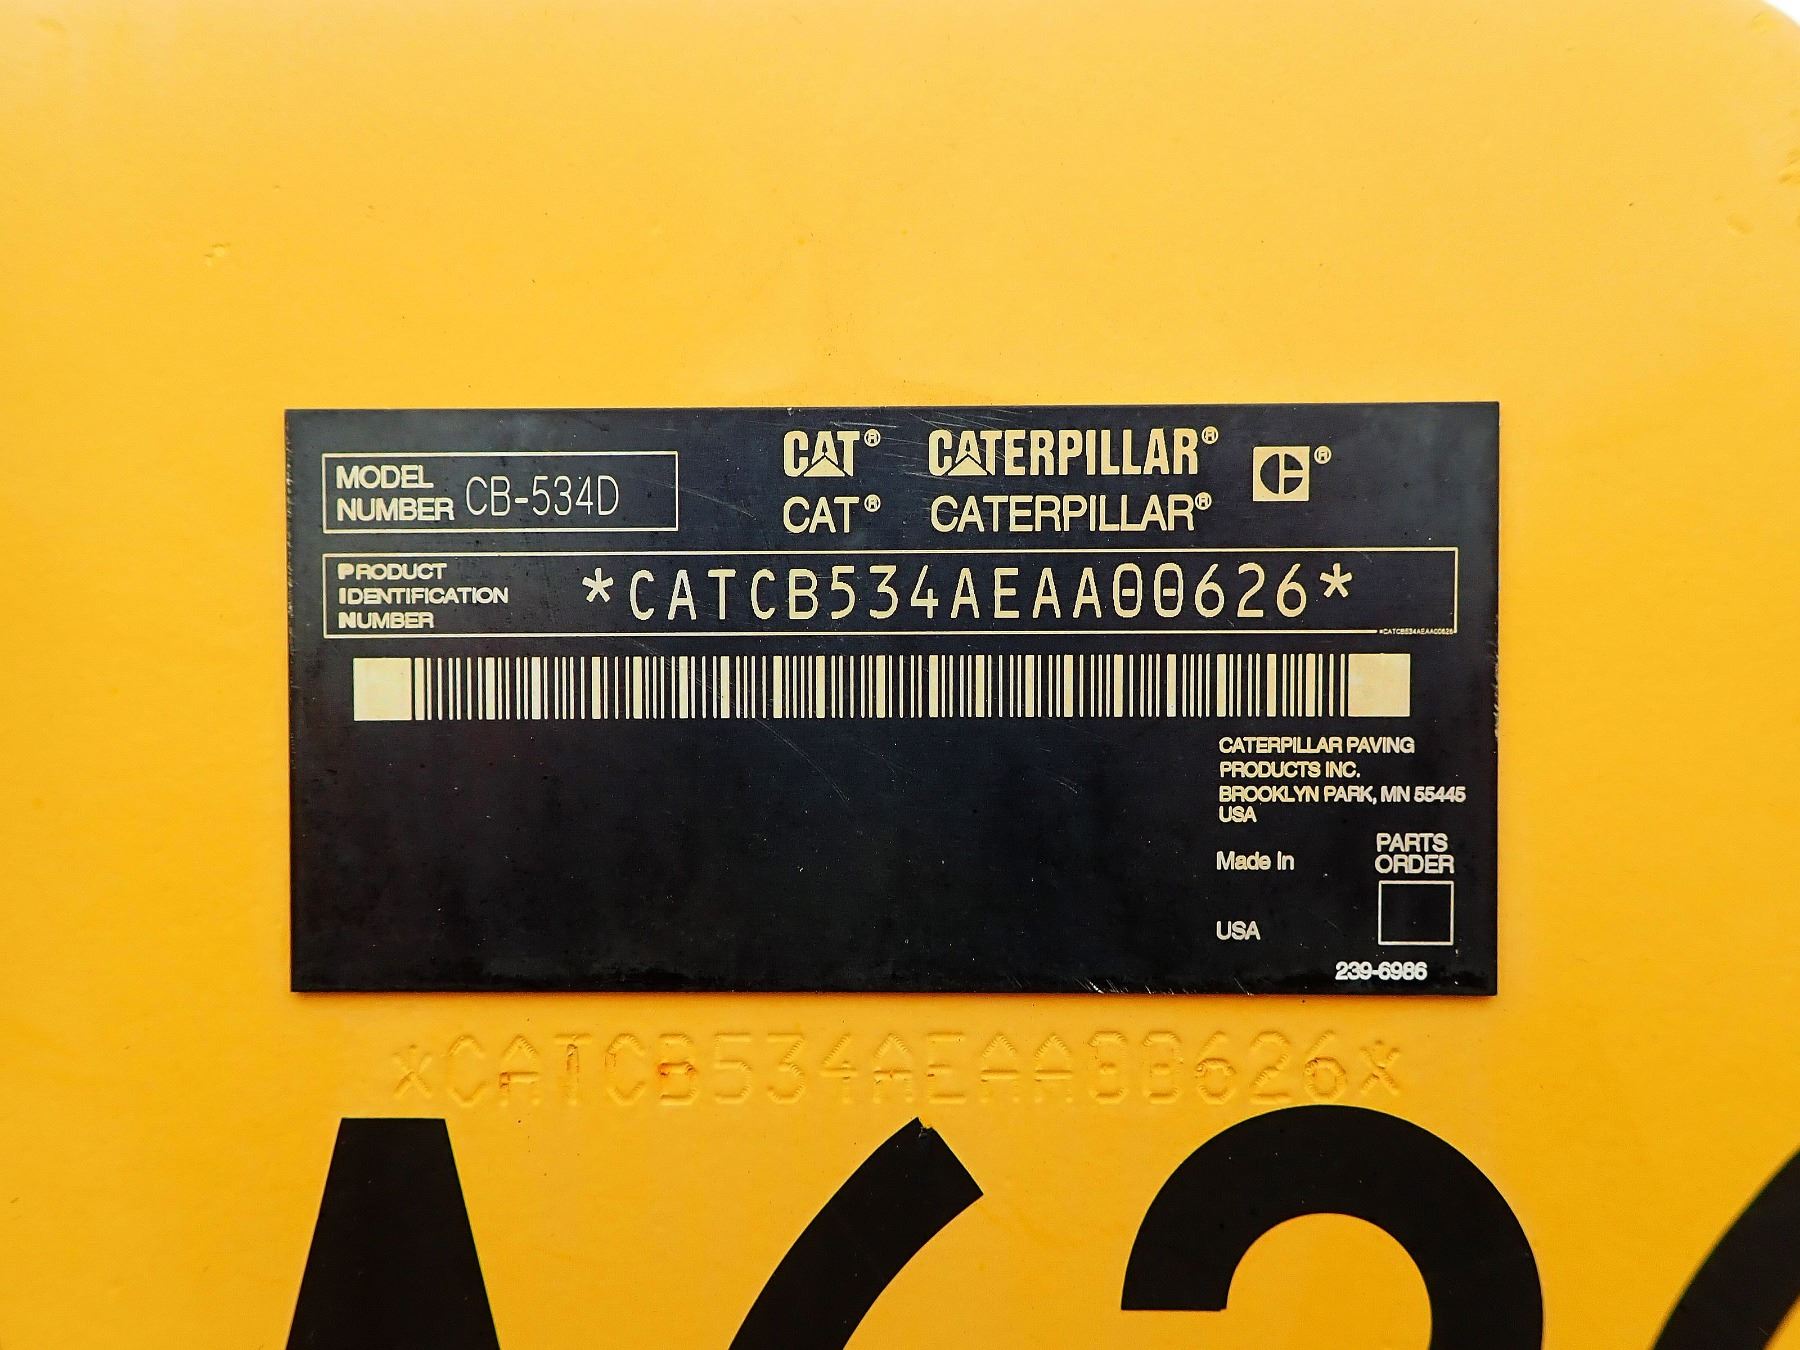 MODEL NUMBER CB-534D
CAT® CATERPILLAR® ®
CAT® CATERPILLAR®
PRODUCT
IDENTIFICATION
NUMBER
*CATCB534AEAA00626*
*CATCB534AEAA00626*
CATERPILLAR PAVING
PRODUCTS INC.
BROOKLYN PARK, MN 55445
USA
Made in
USA
PARTS
ORDER
239-6986
*CATCB534AEAA00626*